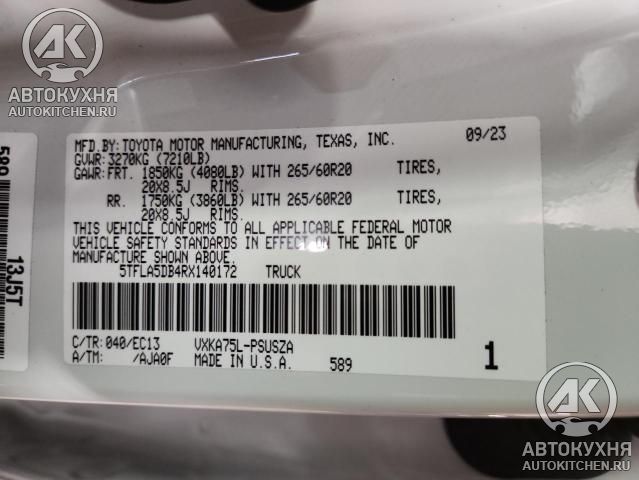 АВТОКУХНЯ
AUTOKITCHEN.RU
MFD.BY:TOYOTA MOTOR MANUFACTURING, TEXAS, INC. 09/23
GVWR:3270KG (7210LB)
GAWR:FRT. 1850KG (4080LB) WITH 265/60R20 TIRES,
20X8.5J RIMS.
RR. 1750KG (3860LB) WITH 265/60R20 TIRES,
20X8.5J RIMS.
THIS VEHICLE CONFORMS TO ALL APPLICABLE FEDERAL MOTOR
VEHICLE SAFETY STANDARDS IN EFFECT ON THE DATE OF
MANUFACTURE SHOWN ABOVE.
5TFLA5DB4RX140172 TRUCK
C/TR:040/EC13 VXKA75L-PSUSZA
A/TM: /AJA0F MADE IN U.S.A. 589 1
589 13J5T
АВТОКУХНЯ
AUTOKITCHEN.RU